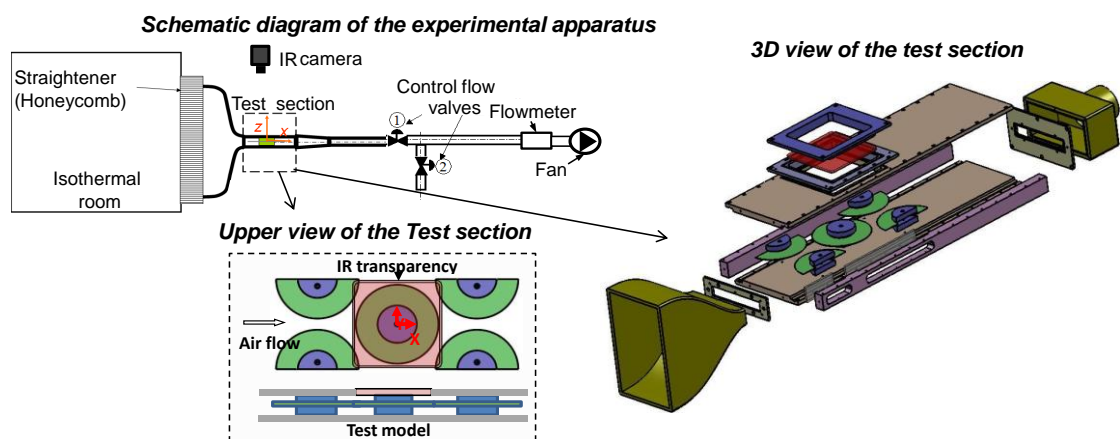 Schematic diagram of the experimental apparatus
3D view of the test section
IR camera
Straightener
(Honeycomb)
Test section
Control flow
valves
Flowmeter
z
x
1
2
Fan
Isothermal
room
Upper view of the Test section
IR transparency
Air flow
X
Test model